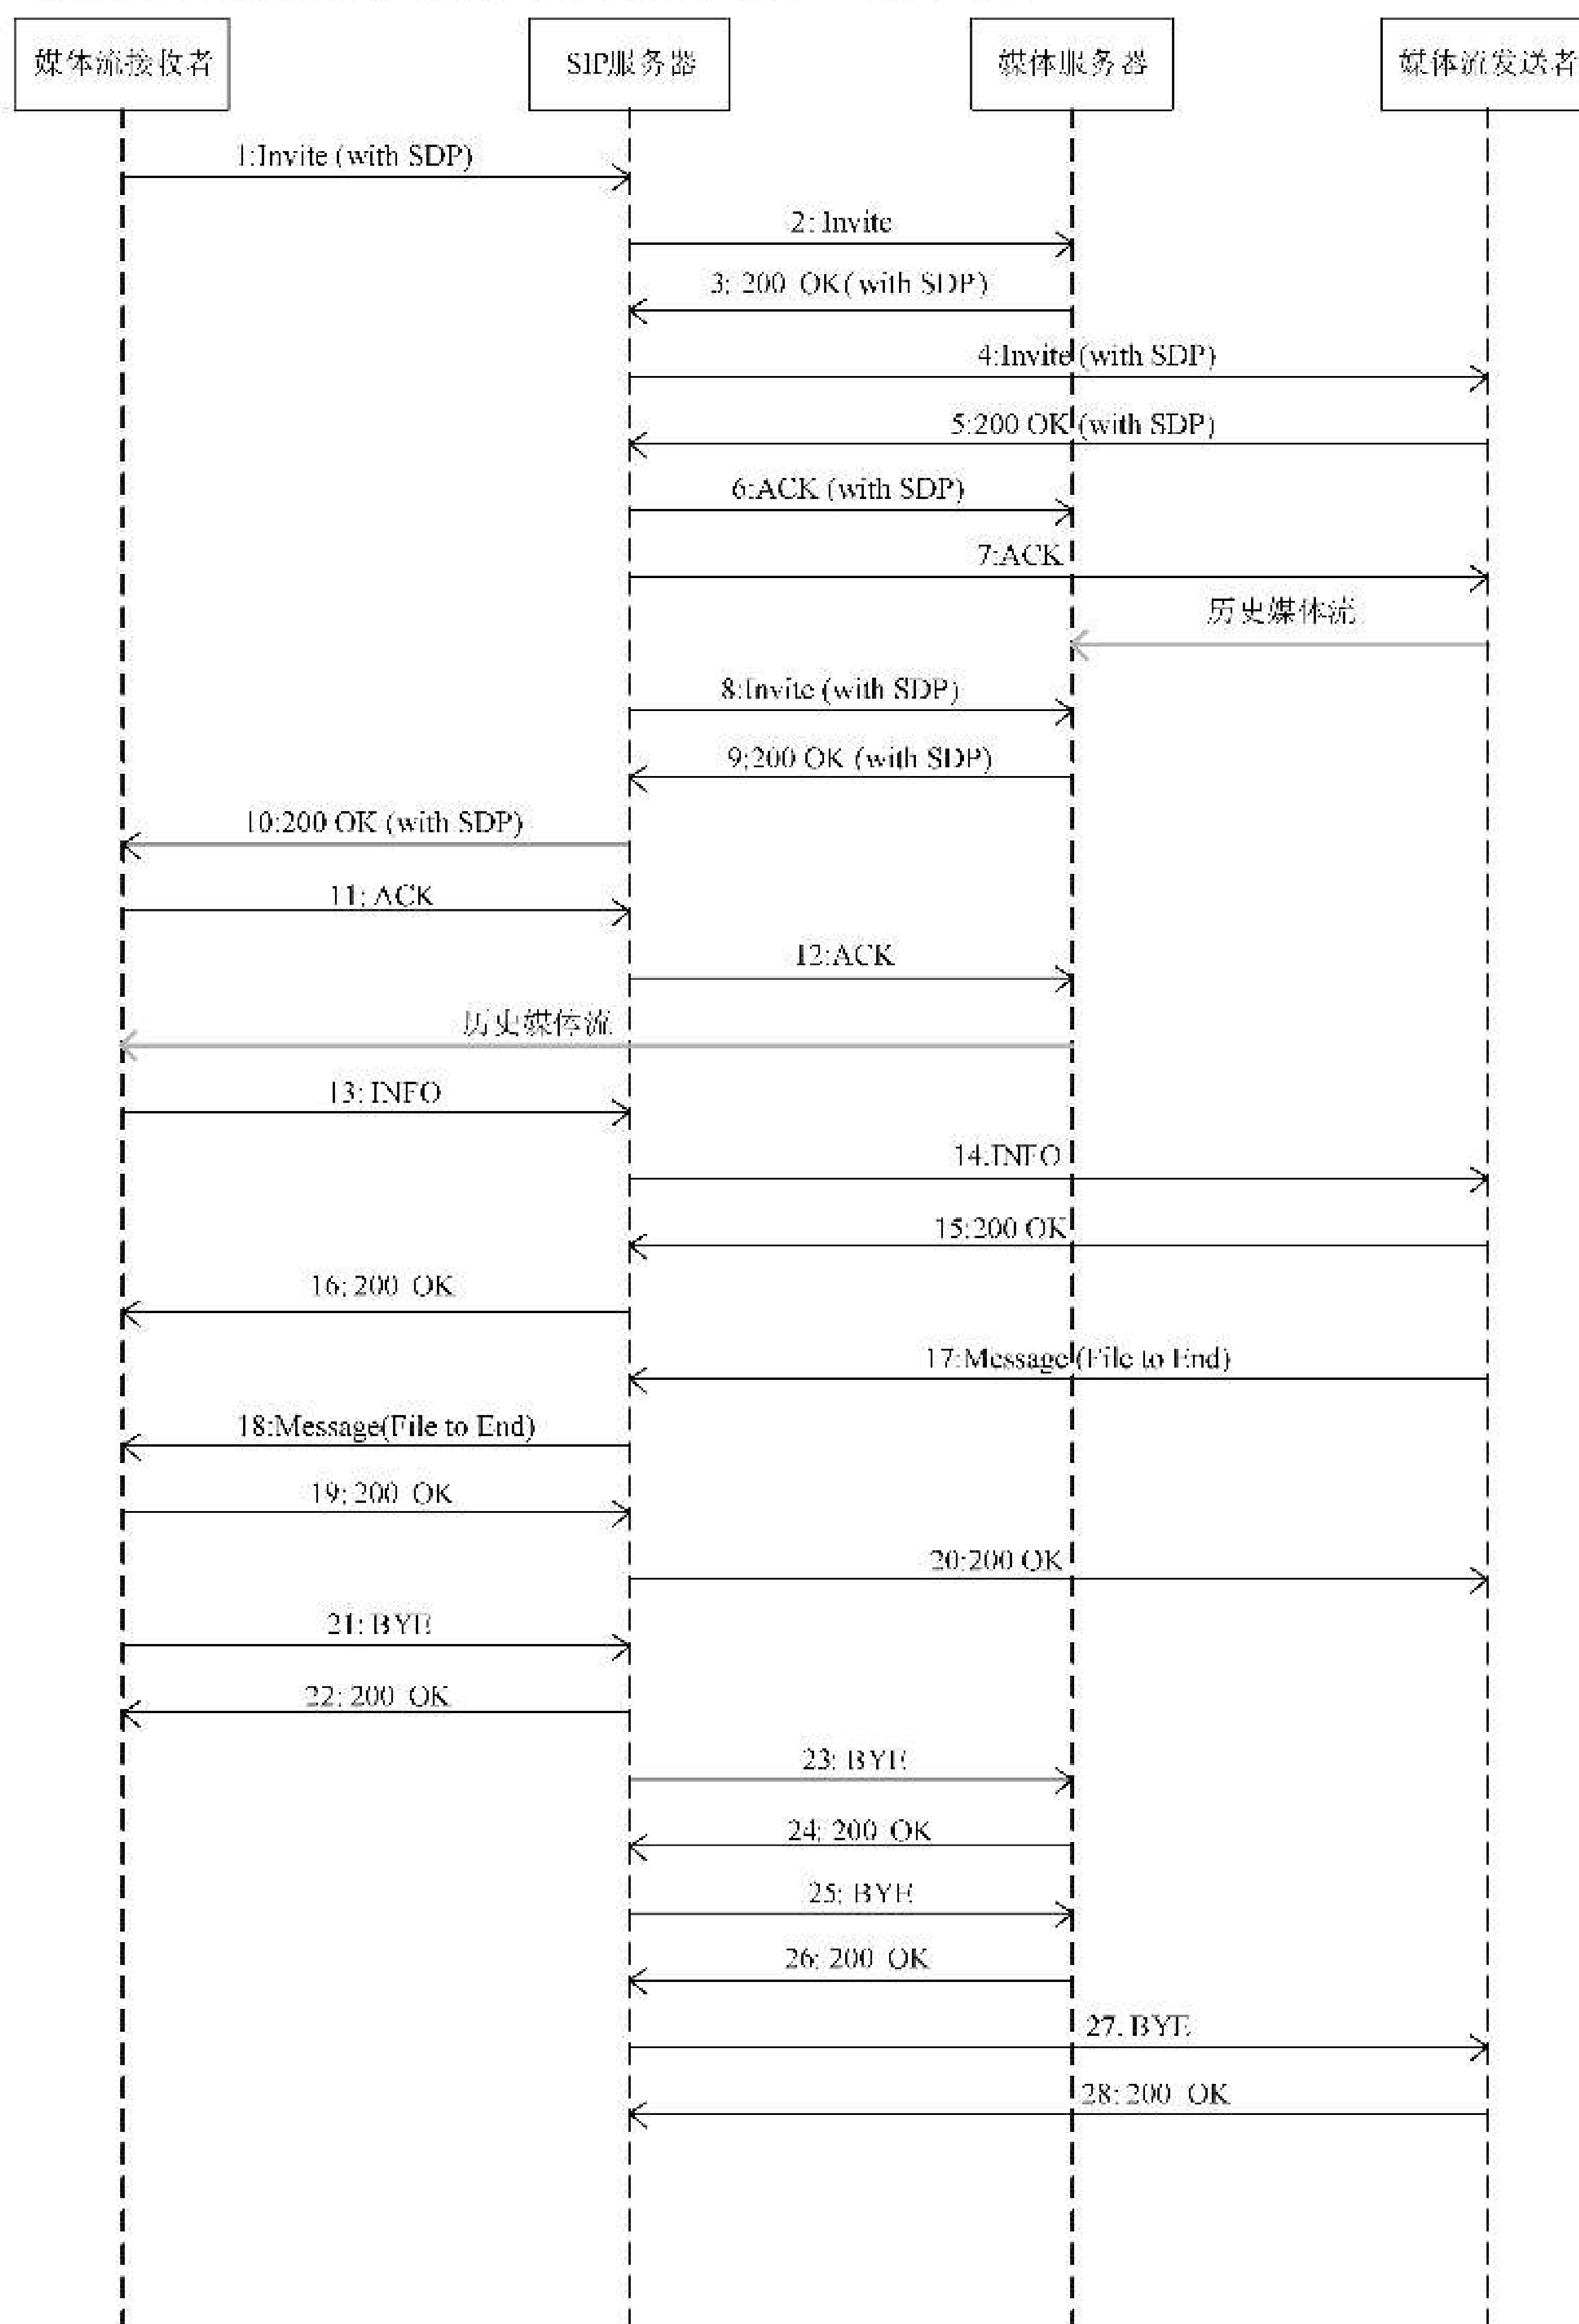 媒体流接收者
SIP服务器
媒体服务器
媒体流发送者
1:Invite (with SDP)
2: Invite
3: 200 OK(with SDP)
4:Invite (with SDP)
5:200 OK (with SDP)
6:ACK (with SDP)
7:ACK
历史媒体流
8:Invite (with SDP)
9:200 OK (with SDP)
10:200 OK (with SDP)
11: ACK
12:ACK
历史媒体流
13: INFO
14.INFO
15:200 OK
16: 200 OK
17:Message (File to End)
18:Message(File to End)
19: 200 OK
20:200 OK
21: BYE
22: 200 OK
23: BYE
24: 200 OK
25: BYE
26: 200 OK
27. BYE
28: 200 OK